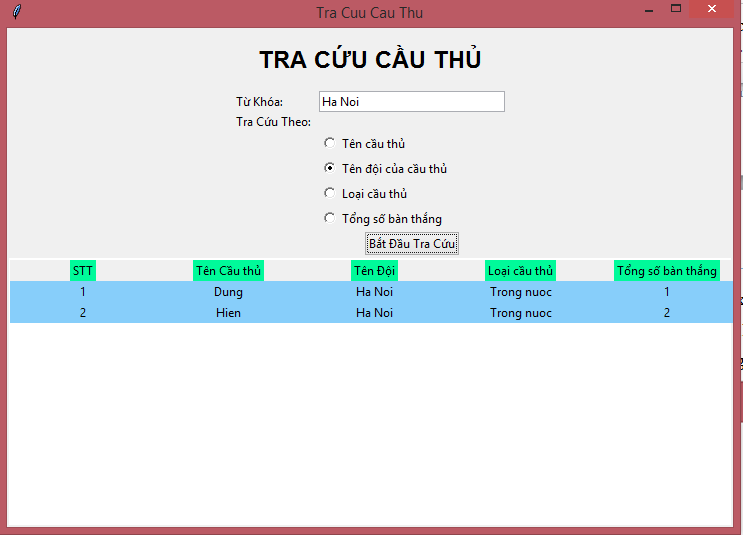 Tra Cuu Cau Thu
TRA CỨU CẦU THỦ
Từ Khóa: Ha Noi
Tra Cứu Theo:
Tên cầu thủ
Tên đội của cầu thủ
Loại cầu thủ
Tổng số bàn thắng
Bắt Đầu Tra Cứu
STT Tên Cầu thủ Tên Đội Loại cầu thủ Tổng số bàn thắng
1 Dung Ha Noi Trong nuoc 1
2 Hien Ha Noi Trong nuoc 2